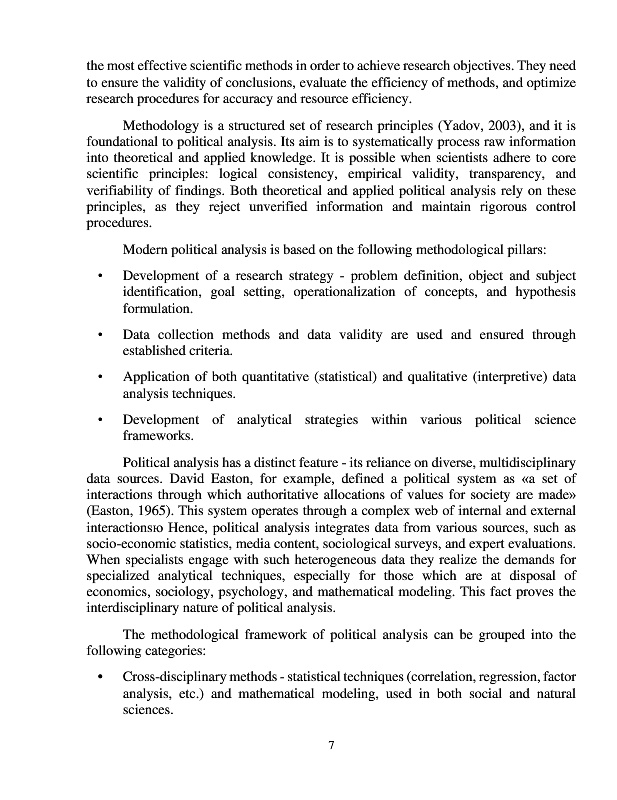 the most effective scientific methods in order to achieve research objectives. They need
to ensure the validity of conclusions, evaluate the efficiency of methods, and optimize
research procedures for accuracy and resource efficiency.
Methodology is a structured set of research principles (Yadov, 2003), and it is
foundational to political analysis. Its aim is to systematically process raw information
into theoretical and applied knowledge. It is possible when scientists adhere to core
scientific principles: logical consistency, empirical validity, transparency, and
verifiability of findings. Both theoretical and applied political analysis rely on these
principles, as they reject unverified information and maintain rigorous control
procedures.
Modern political analysis is based on the following methodological pillars:
• Development of a research strategy - problem definition, object and subject
identification, goal setting, operationalization of concepts, and hypothesis
formulation.
• Data collection methods and data validity are used and ensured through
established criteria.
• Application of both quantitative (statistical) and qualitative (interpretive) data
analysis techniques.
• Development of analytical strategies within various political science
frameworks.
Political analysis has a distinct feature - its reliance on diverse, multidisciplinary
data sources. David Easton, for example, defined a political system as «a set of
interactions through which authoritative allocations of values for society are made»
(Easton, 1965). This system operates through a complex web of internal and external
interactionsю Hence, political analysis integrates data from various sources, such as
socio-economic statistics, media content, sociological surveys, and expert evaluations.
When specialists engage with such heterogeneous data they realize the demands for
specialized analytical techniques, especially for those which are at disposal of
economics, sociology, psychology, and mathematical modeling. This fact proves the
interdisciplinary nature of political analysis.
The methodological framework of political analysis can be grouped into the
following categories:
• Cross-disciplinary methods - statistical techniques (correlation, regression, factor
analysis, etc.) and mathematical modeling, used in both social and natural
sciences.
7